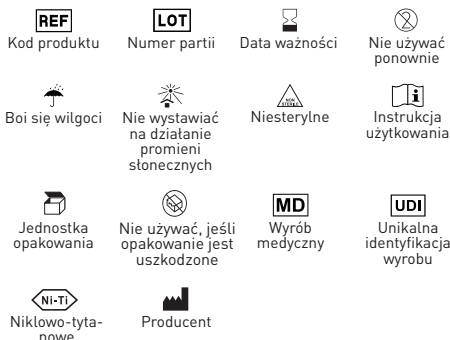 REF
LOT
Kod produktu
Numer partii
Data ważności
Nie używać
ponownie
2
Boi się wilgoci
Nie wystawiać
na działanie
promieni
słonecznych
NON
STERILE
Niesterylne
i
Instrukcja
użytkowania
Jednostka
opakowania
Nie używać, jeśli
opakowanie jest
uszkodzone
MD
Wyrób
medyczny
UDI
Unikalna
identyfikacja
wyrobu
Ni-Ti
Niklowo-tyta-
nowe
Producent